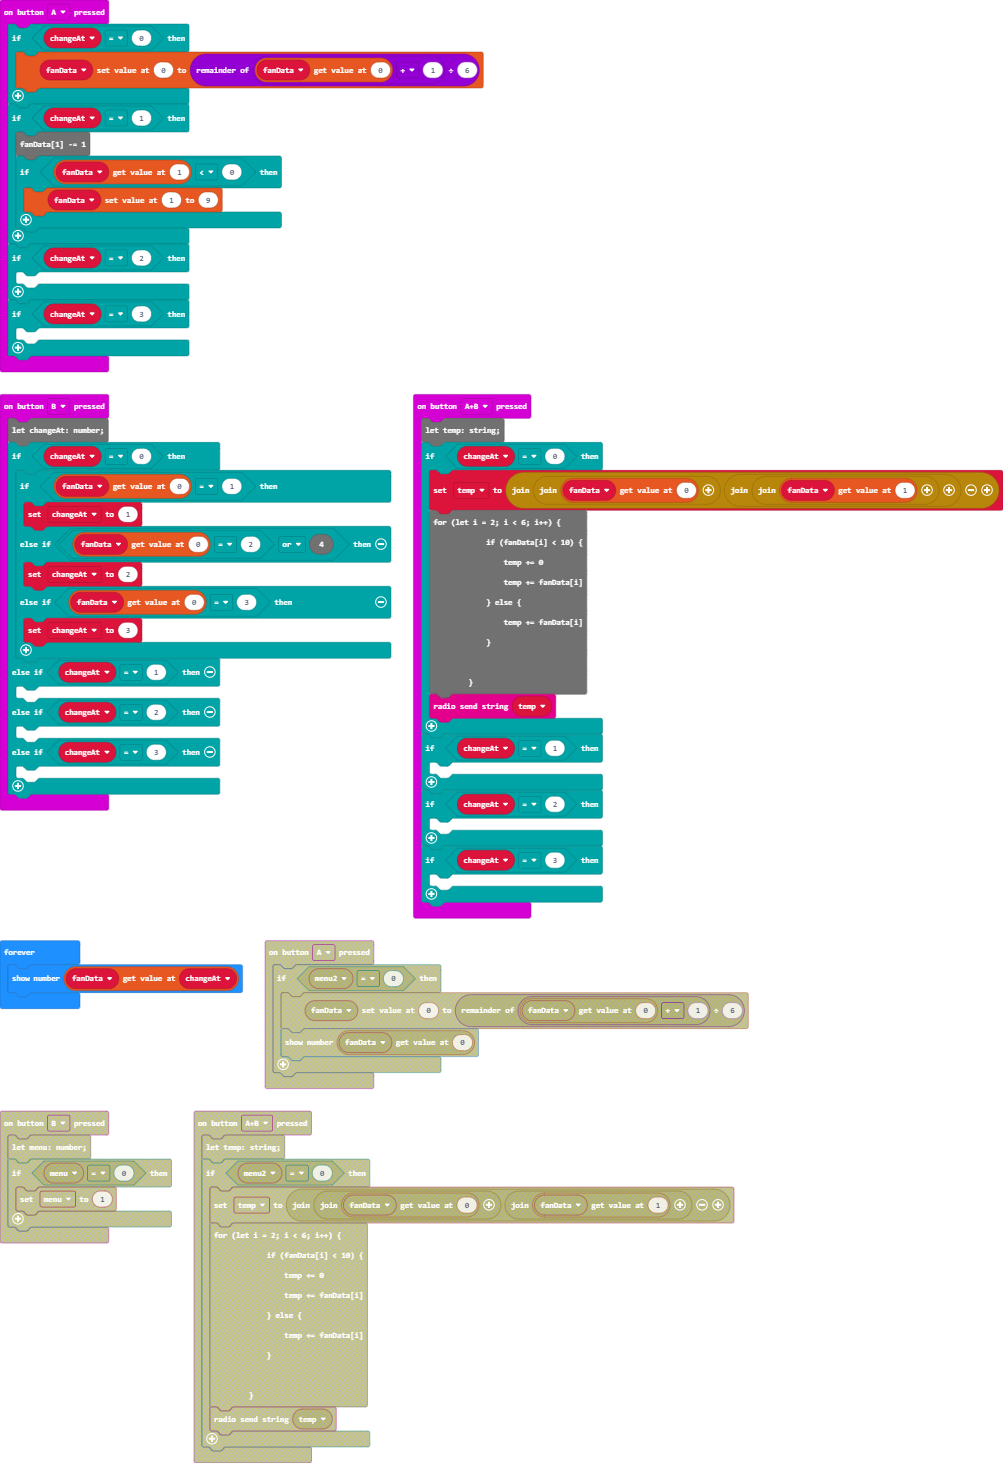 on button A pressed
if changeAt = 0 then
fanData set value at 0 to remainder of fanData get value at 0 + 1 ÷ 6
if changeAt = 1 then
fanData[1] -= 1
if fanData get value at 1 < 0 then
fanData set value at 1 to 9
if changeAt = 2 then
if changeAt = 3 then
on button B pressed
let changeAt: number;
if changeAt = 0 then
if fanData get value at 0 = 1 then
set changeAt to 1
else if fanData get value at 0 = 2 or 4 then
set changeAt to 2
else if fanData get value at 0 = 3 then
set changeAt to 3
else if changeAt = 1 then
else if changeAt = 2 then
else if changeAt = 3 then
on button A+B pressed
let temp: string;
if changeAt = 0 then
set temp to join join fanData get value at 0 join join fanData get value at 1
for (let i = 2; i < 6; i++) {
if (fanData[i] < 10) {
temp += 0
temp += fanData[i]
} else {
temp += fanData[i]
}
}
radio send string temp
if changeAt = 1 then
if changeAt = 2 then
if changeAt = 3 then
forever
show number fanData get value at changeAt
on button A pressed
if menu2 = 0 then
fanData set value at 0 to remainder of fanData get value at 0 + 1 ÷ 6
show number fanData get value at 0
on button B pressed
let menu: number;
if menu = 0 then
set menu to 1
on button A+B pressed
let temp: string;
if menu2 = 0 then
set temp to join join fanData get value at 0 join fanData get value at 1
for (let i = 2; i < 6; i++) {
if (fanData[i] < 10) {
temp += 0
temp += fanData[i]
} else {
temp += fanData[i]
}
}
radio send string temp